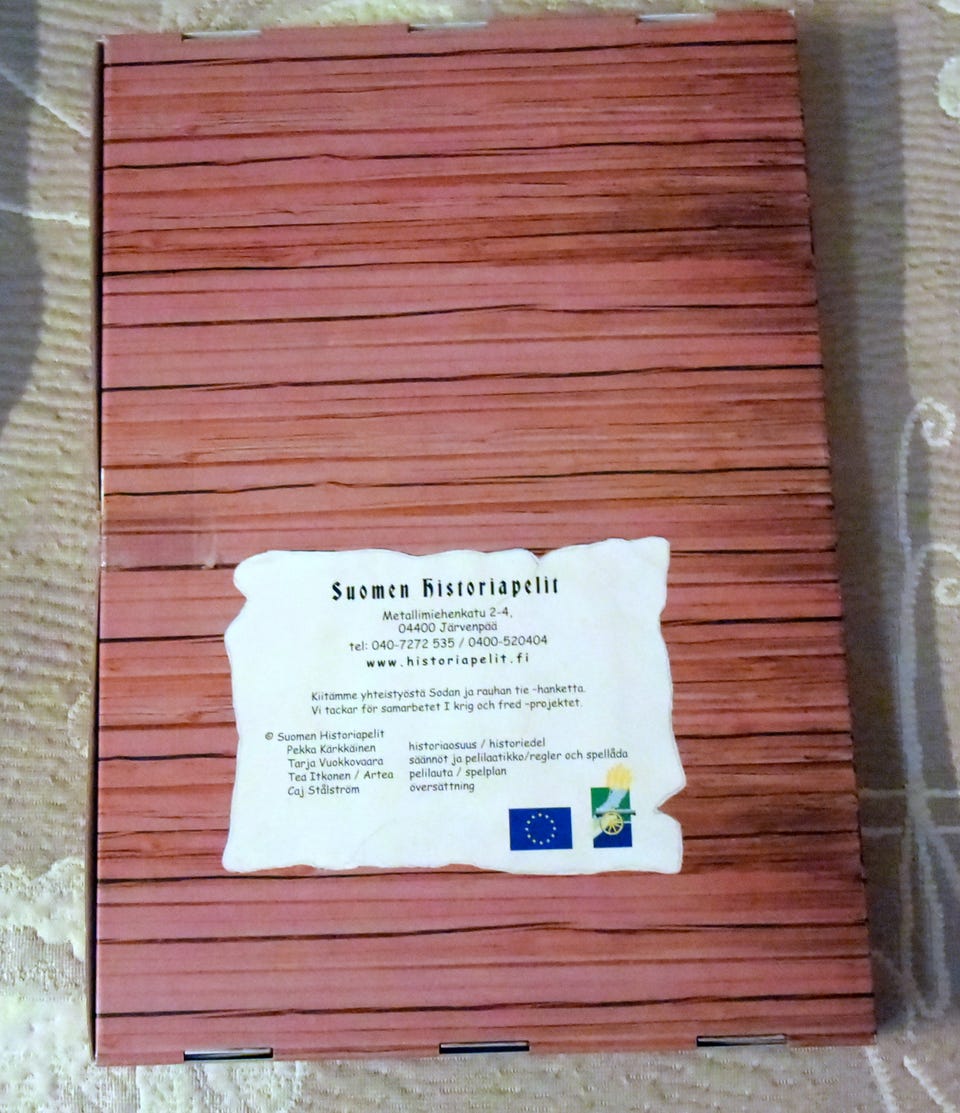 Suomen Historiapelit
Metallimiehenkatu 2-4,
04400 Järvenpää
tel: 040-7272 535 / 0400-520404
www.historiapelit.fi
Kiitämme yhteistyöstä Sodan ja rauhan tie -hanketta.
Vi tackar för samarbetet I krig och fred -projektet.
© Suomen Historiapelit
Pekka Kärkkäinen historiaosuus / historiedel
Tarja Vuokkovaara säännöt ja pelilaatikko/regler och spellåda
Tea Itkonen / Artea pelilauta / spelplan
Caj Stålström översättning